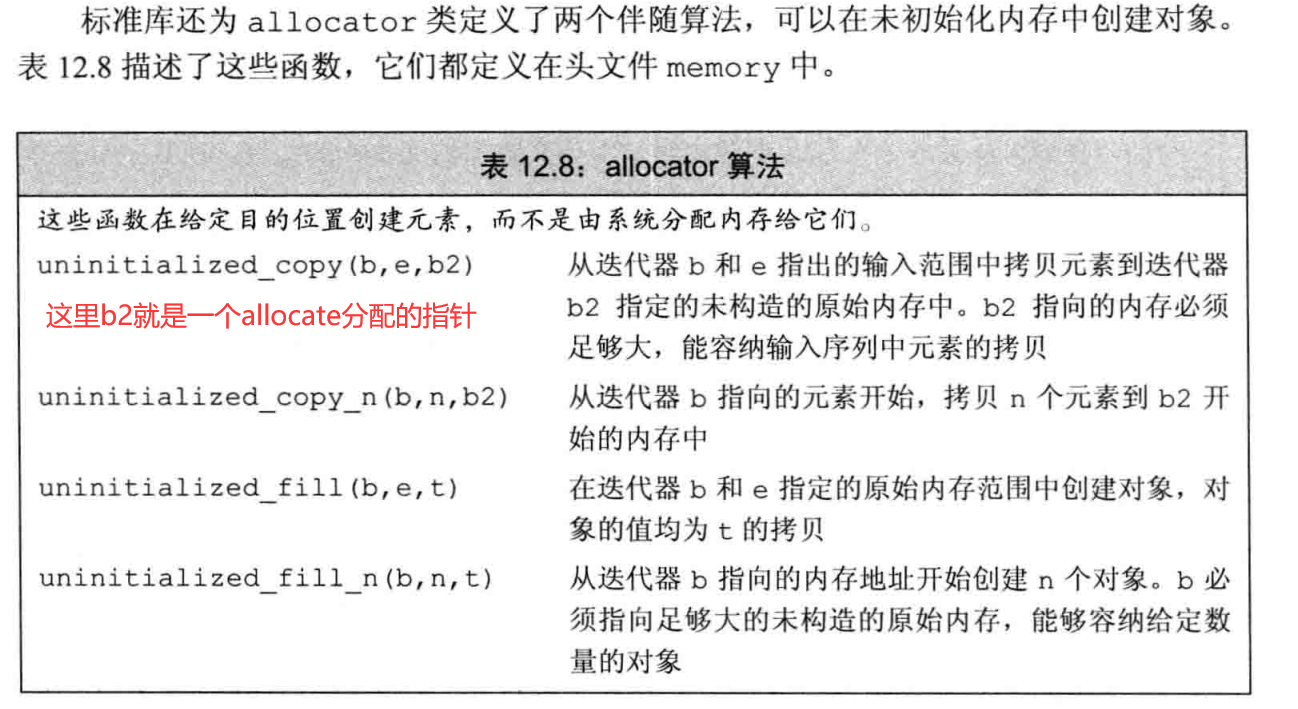 标准库还为 allocator 类定义了两个伴随算法，可以在未初始化内存中创建对象。
表 12.8 描述了这些函数，它们都定义在头文件 memory 中。
表 12.8：allocator 算法
这些函数在给定目的位置创建元素，而不是由系统分配内存给它们。
uninitialized_copy(b,e,b2)
从迭代器 b 和 e 指出的输入范围中拷贝元素到迭代器
b2 指定的未构造的原始内存中。b2 指向的内存必须
足够大，能容纳输入序列中元素的拷贝
这里b2就是一个allocate分配的指针
uninitialized_copy_n(b,n,b2)
从迭代器 b 指向的元素开始，拷贝 n 个元素到 b2 开
始的内存中
uninitialized_fill(b,e,t)
在迭代器 b 和 e 指定的原始内存范围中创建对象，对
象的值均为 t 的拷贝
uninitialized_fill_n(b,n,t)
从迭代器 b 指向的内存地址开始创建 n 个对象。b 必
须指向足够大的未构造的原始内存，能够容纳给定数
量的对象